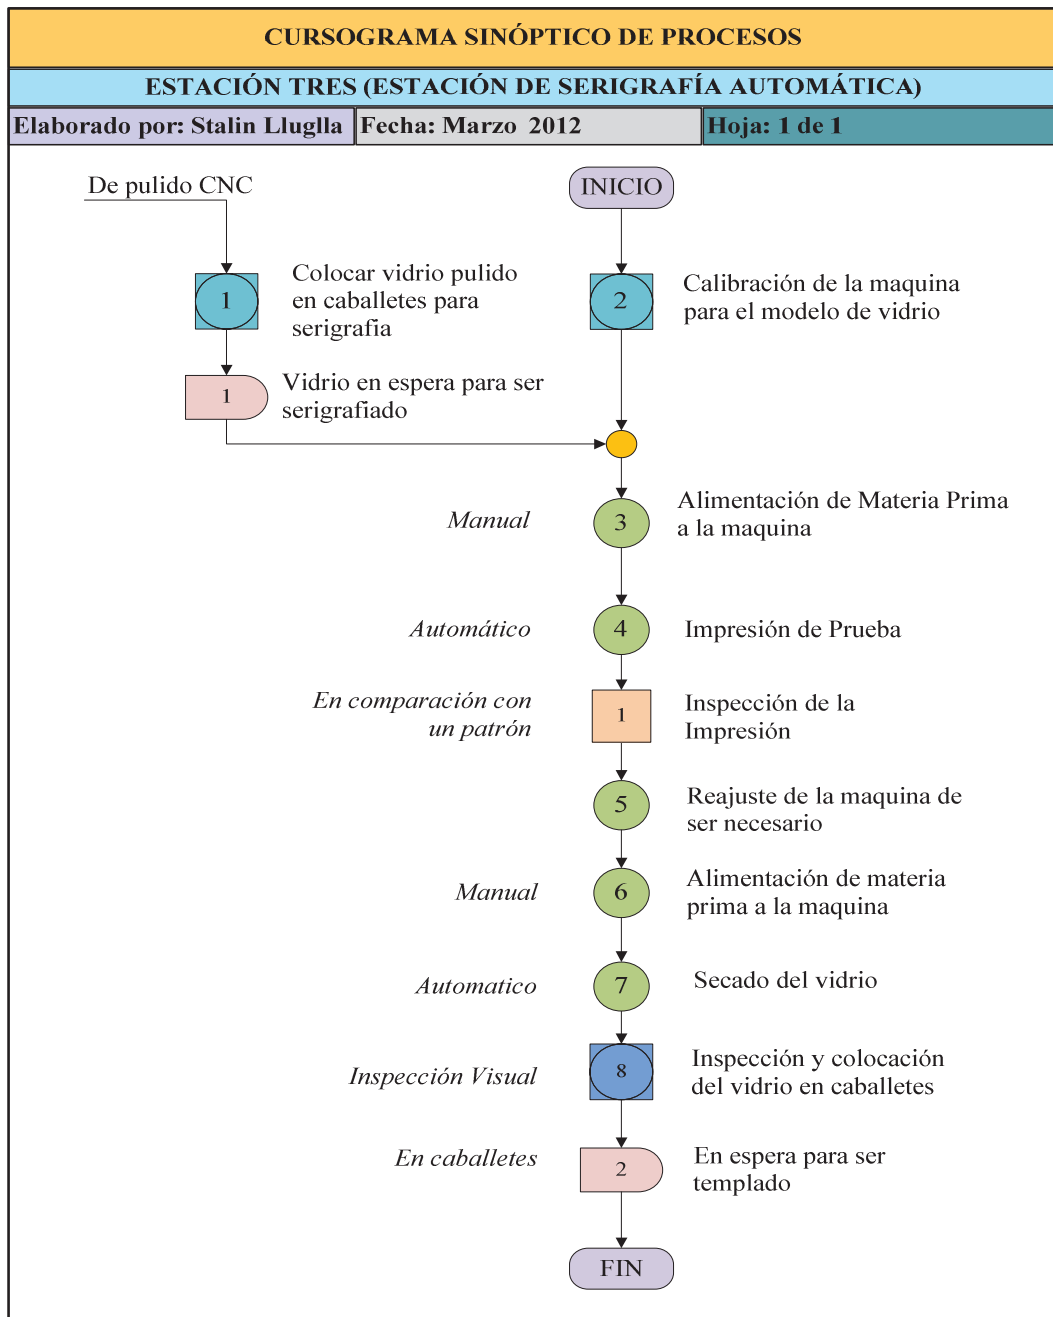 CURSOGRAMA SINÓPTICO DE PROCESOS
ESTACIÓN TRES (ESTACIÓN DE SERIGRAFÍA AUTOMÁTICA)
Elaborado por: Stalin Lluglla
Fecha: Marzo 2012
Hoja: 1 de 1
De pulido CNC
INICIO
1
Colocar vidrio pulido
en caballetes para
serigrafia
2
Calibración de la maquina
para el modelo de vidrio
1
Vidrio en espera para ser
serigrafiado
Manual
3
Alimentación de Materia Prima
a la maquina
Automático
4
Impresión de Prueba
En comparación con
un patrón
1
Inspección de la
Impresión
5
Reajuste de la maquina de
ser necesario
Manual
6
Alimentación de materia
prima a la maquina
Automatico
7
Secado del vidrio
Inspección Visual
8
Inspección y colocación
del vidrio en caballetes
En caballetes
2
En espera para ser
templado
FIN